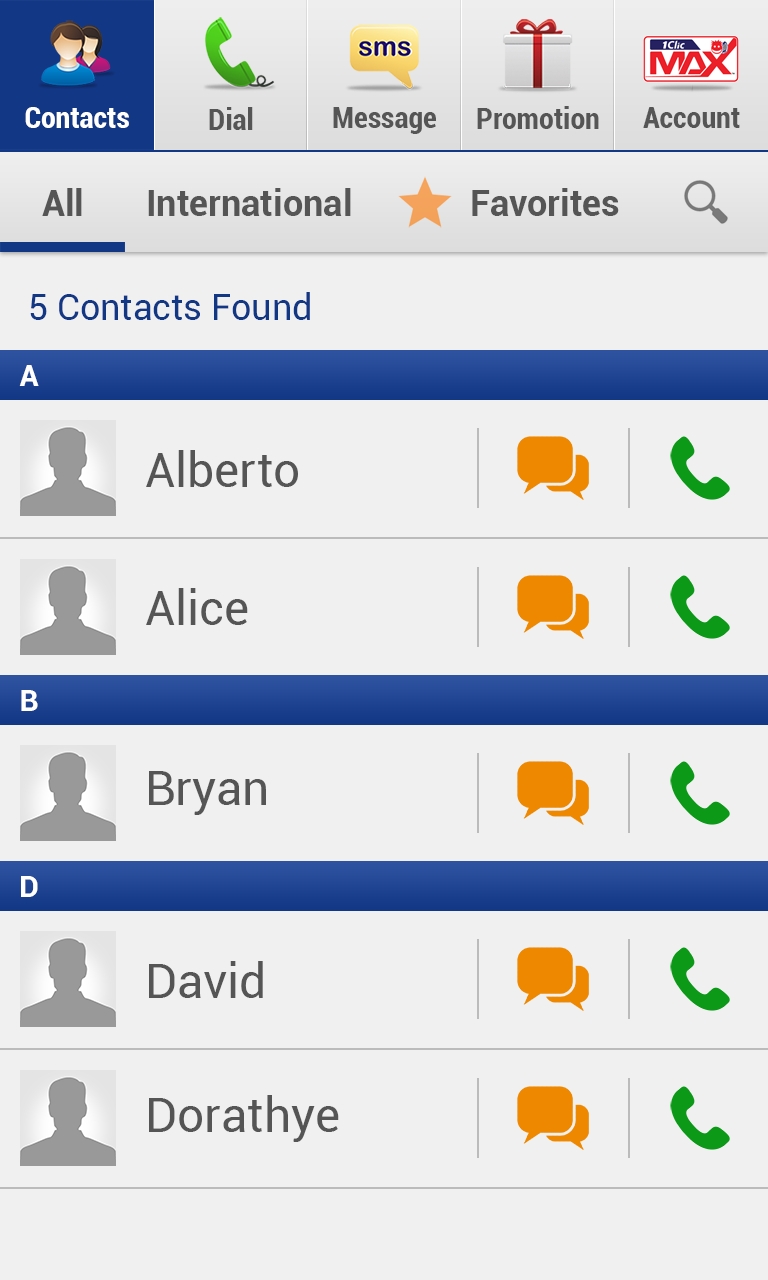 sms
1Clic
MAX
Contacts
Dial
Message
Promotion
Account
All
International
Favorites
5 Contacts Found
A
Alberto
Alice
B
Bryan
D
David
Dorathye